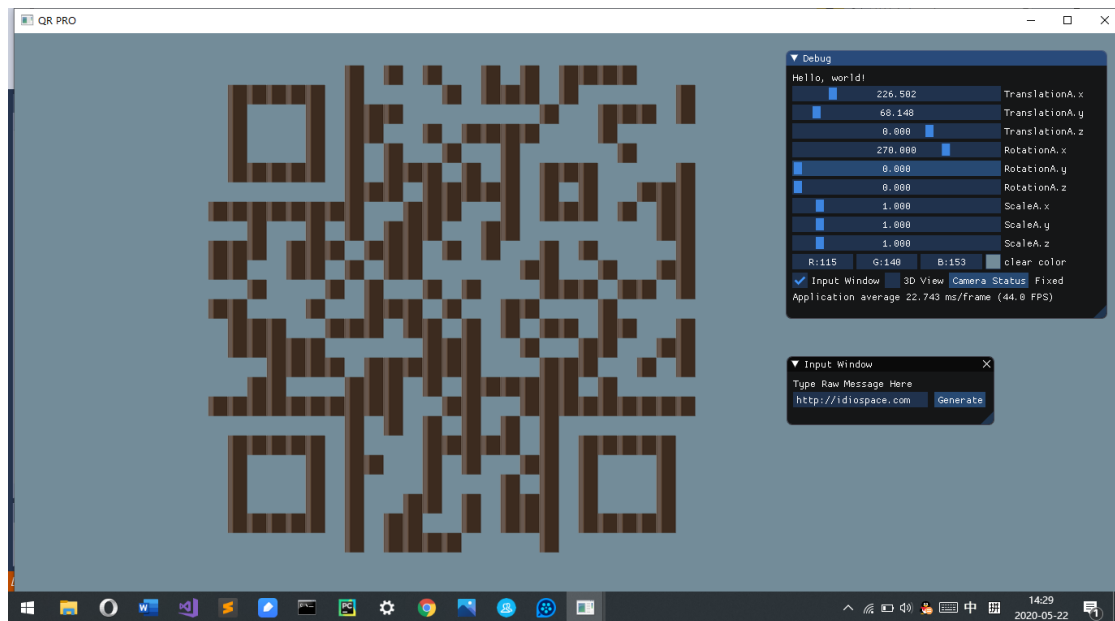 QR PRO
Debug
Hello, world!
226.502 TranslationA.x
68.148 TranslationA.y
0.000 TranslationA.z
270.000 RotationA.x
0.000 RotationA.y
0.000 RotationA.z
1.000 ScaleA.x
1.000 ScaleA.y
1.000 ScaleA.z
R:115 G:140 B:153 clear color
Input Window 3D View Camera Status Fixed
Application average 22.743 ms/frame (44.0 FPS)
Input Window
Type Raw Message Here
http://idiospace.com Generate
中 14:29
2020-05-22